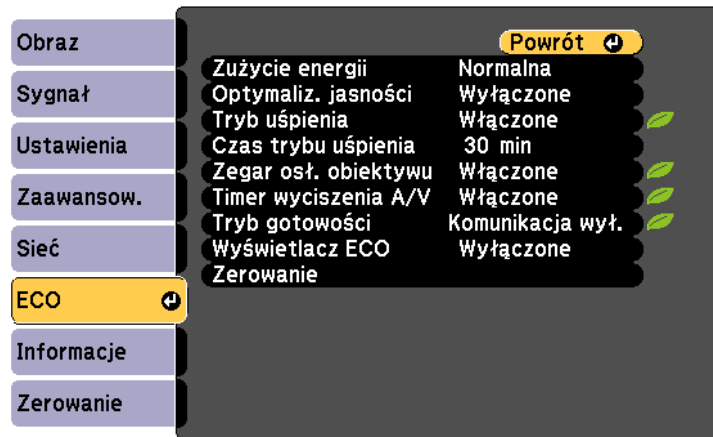 Obraz
Sygnał
Ustawienia
Zaawansow.
Sieć
ECO
Informacje
Zerowanie
Powrót
Zużycie energii Normalna
Optymaliz. jasności Wyłączone
Tryb uśpienia Włączone
Czas trybu uśpienia 30 min
Zegar osł. obiektywu Włączone
Timer wyciszenia A/V Włączone
Tryb gotowości Komunikacja wył.
Wyświetlacz ECO Wyłączone
Zerowanie